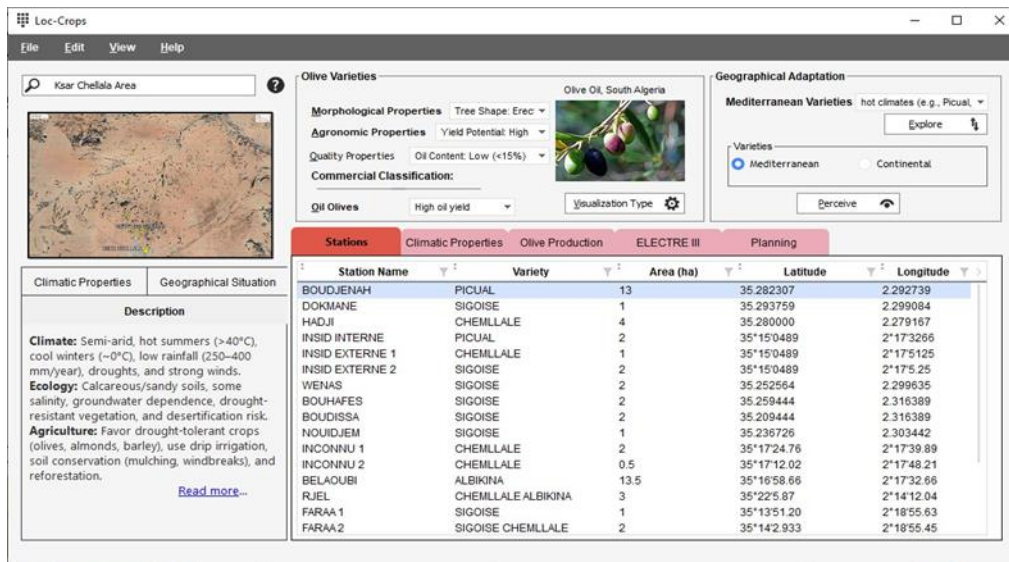 Loc-Crops
File Edit View Help
Ksar Chellala Area
Climatic Properties Geographical Situation
Description
Climate: Semi-arid, hot summers (>40°C),
cool winters (~0°C), low rainfall (250–400
mm/year), droughts, and strong winds.
Ecology: Calcareous/sandy soils, some
salinity, groundwater dependence, drought-
resistant vegetation, and desertification risk.
Agriculture: Favor drought-tolerant crops
(olives, almonds, barley), use drip irrigation,
soil conservation (mulching, windbreaks), and
reforestation.
Read more...
Olive Varieties
Olive Oil, South Algeria
Morphological Properties Tree Shape: Erec
Agronomic Properties Yield Potential: High
Quality Properties Oil Content: Low (<15%)
Commercial Classification:
Oil Olives High oil yield
Visualization Type
Geographical Adaptation
Mediterranean Varieties hot climates (e.g., Picual,
Explore
Varieties
Mediterranean Continental
Perceive
Stations Climatic Properties Olive Production ELECTRE III Planning
Station Name Variety Area (ha) Latitude Longitude
BOUDJENAH PICUAL 13 35.282307 2.292739
DOKMANE SIGOISE 1 35.293759 2.299084
HADJI CHEMLLALE 4 35.280000 2.279167
INSID INTERNE PICUAL 2 35°15'0489 2°17'3266
INSID EXTERNE 1 CHEMLLALE 1 35°15'0489 2°17'5125
INSID EXTERNE 2 SIGOISE 2 35°15'0489 2°17'5.25
WENAS SIGOISE 2 35.252564 2.299635
BOUHAFES SIGOISE 2 35.259444 2.316389
BOUDISSA SIGOISE 2 35.209444 2.316389
NOUIDJEM SIGOISE 1 35.236726 2.303442
INCONNU 1 CHEMLLALE 2 35°17'24.76 2°17'39.89
INCONNU 2 CHEMLLALE 0.5 35°17'12.02 2°17'48.21
BELAOUBI ALBIKINA 13.5 35°16'58.66 2°17'32.66
RJEL CHEMLLALE ALBIKINA 3 35°22'5.87 2°14'12.04
FARAA 1 SIGOISE 1 35°13'51.20 2°18'55.63
FARAA 2 SIGOISE CHEMLLALE 2 35°14'2.933 2°18'55.45